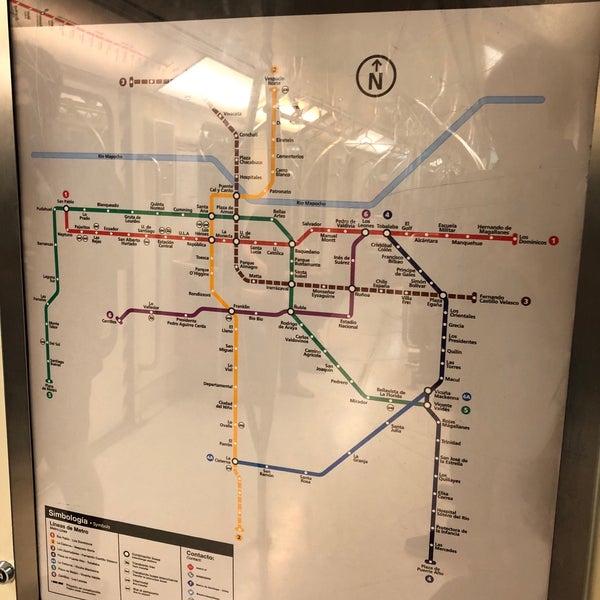 2
Vespucio
Norte
3
N
Vivaceta
Conchalí
Einstein
Plaza
Chacabuco
Cementerios
Hospitales
Cerro
Blanco
Río Mapocho
Patronato
Puente
Cal y Canto
Río Mapocho
1
San Pablo
Pudahuel
Blanqueado
Quinta
Normal
Cumming
Santa
Ana
Plaza de
Bellas
Artes
La
Prado
Gruta de
Lourdes
Neptuno
Pajaritos
Las
Rejas
Ecuador
San Alberto
Hurtado
U. de
Santiago
Estación
Central
U.L.A
República
Moneda
U. de
Santa
Lucía
U.
Católica
Baquedano
Salvador
Manuel
Montt
Pedro de
Valdivia
6
Los
Leones
4
Tobalaba
El
Golf
Alcántara
Escuela
Militar
Manquehue
Hernando de
Magallanes
Los
Dominicos
1
Barrancas
Laguna
Sur
Las
Parcelas
Monte
Tabor
Del Sol
Santiago
Bueras
Plaza
de Maipú
5
Toesca
Parque
O'Higgins
Rondizzoni
Parque
Almagro
Matta
Irarrázaval
Parque
Bustamante
Santa
Isabel
Monseñor
Eyzaguirre
Inés de
Suárez
Ñuñoa
Chile
España
Villa
Frei
Cristóbal
Colón
Francisco
Bilbao
Príncipe
de Gales
Simón
Bolívar
Plaza
Egaña
Fernando
Castillo Velasco
3
6
Cerrillos
Lo
Valledor
Presidente
Pedro Aguirre Cerda
Franklin
Bío Bío
Ñuble
Estadio
Nacional
El
Llano
San
Miguel
Lo
Vial
Departamental
Ciudad
del Niño
Lo
Ovalle
El
Parrón
4A
La
Cisterna
2
Rodrigo
de Araya
Carlos
Valdovinos
Camino
Agrícola
San
Joaquín
Pedrero
Mirador
Bellavista de
La Florida
Los
Orientales
Grecia
Los
Presidentes
Quilín
Las
Torres
Macul
Vicuña
Mackenna
4A
Vicente
Valdés
5
San
Ramón
Santa
Rosa
La
Granja
Santa
Julia
Rojas
Magallanes
Trinidad
San José de
la Estrella
Los
Quillayes
Elisa
Correa
Hospital
Sótero del Río
Protectora de
la Infancia
Las
Mercedes
Plaza de
Puente Alto
4
Simbología • Symbols
Líneas de Metro
Contacto:
Contact: